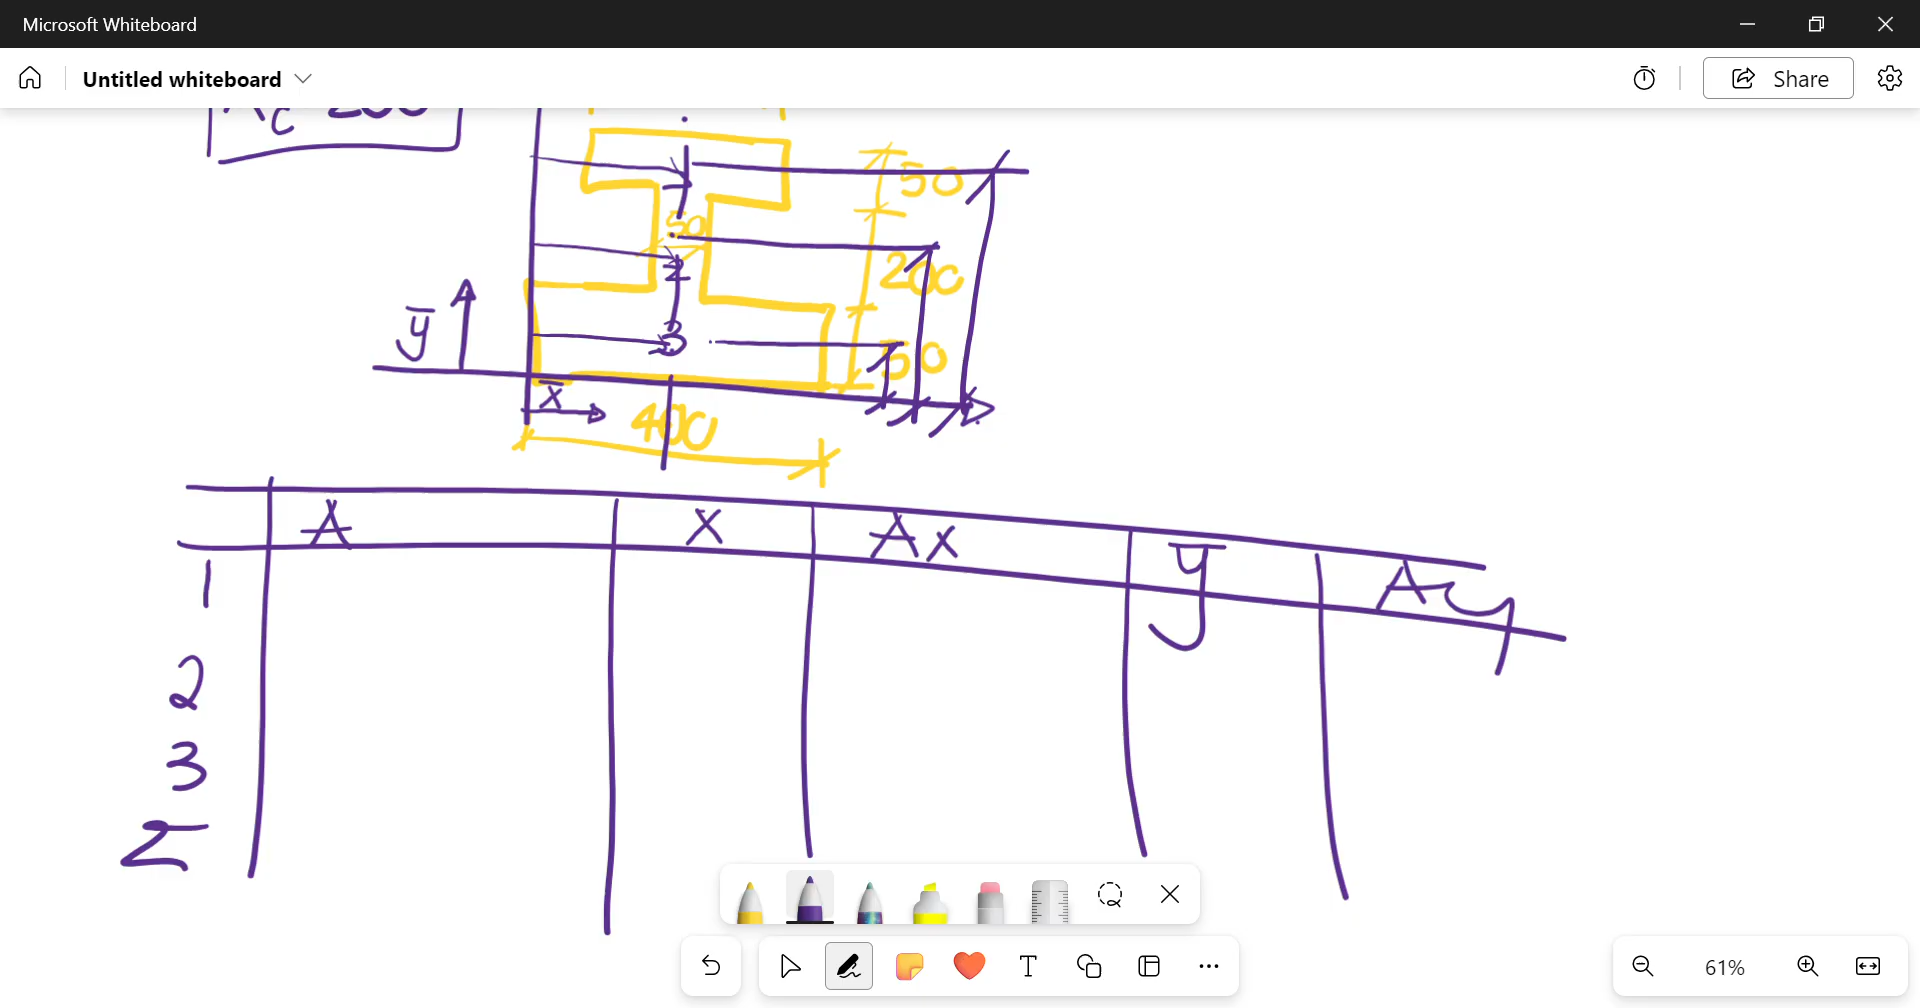 Microsoft Whiteboard
Untitled whiteboard
Share
50
50
1
2
200
ȳ
3
50
x̄
400
A X Ax ȳ Ay
1
2
3
Σ
61%